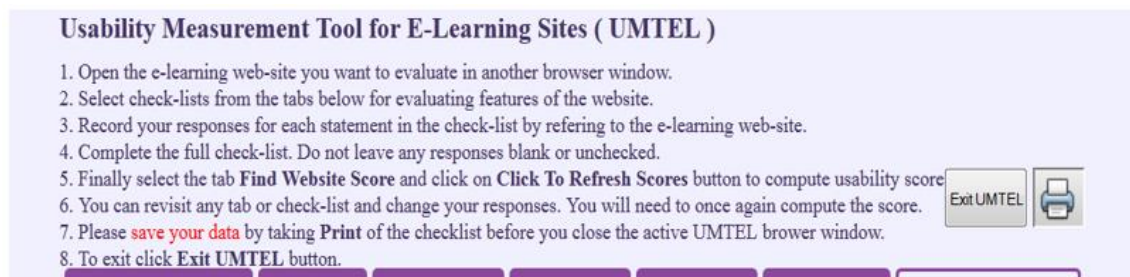 Usability Measurement Tool for E-Learning Sites ( UMTEL )
1. Open the e-learning web-site you want to evaluate in another browser window.
2. Select check-lists from the tabs below for evaluating features of the website.
3. Record your responses for each statement in the check-list by refering to the e-learning web-site.
4. Complete the full check-list. Do not leave any responses blank or unchecked.
5. Finally select the tab Find Website Score and click on Click To Refresh Scores button to compute usability score
6. You can revisit any tab or check-list and change your responses. You will need to once again compute the score.
Exit UMTEL
7. Please save your data by taking Print of the checklist before you close the active UMTEL brower window.
8. To exit click Exit UMTEL button.